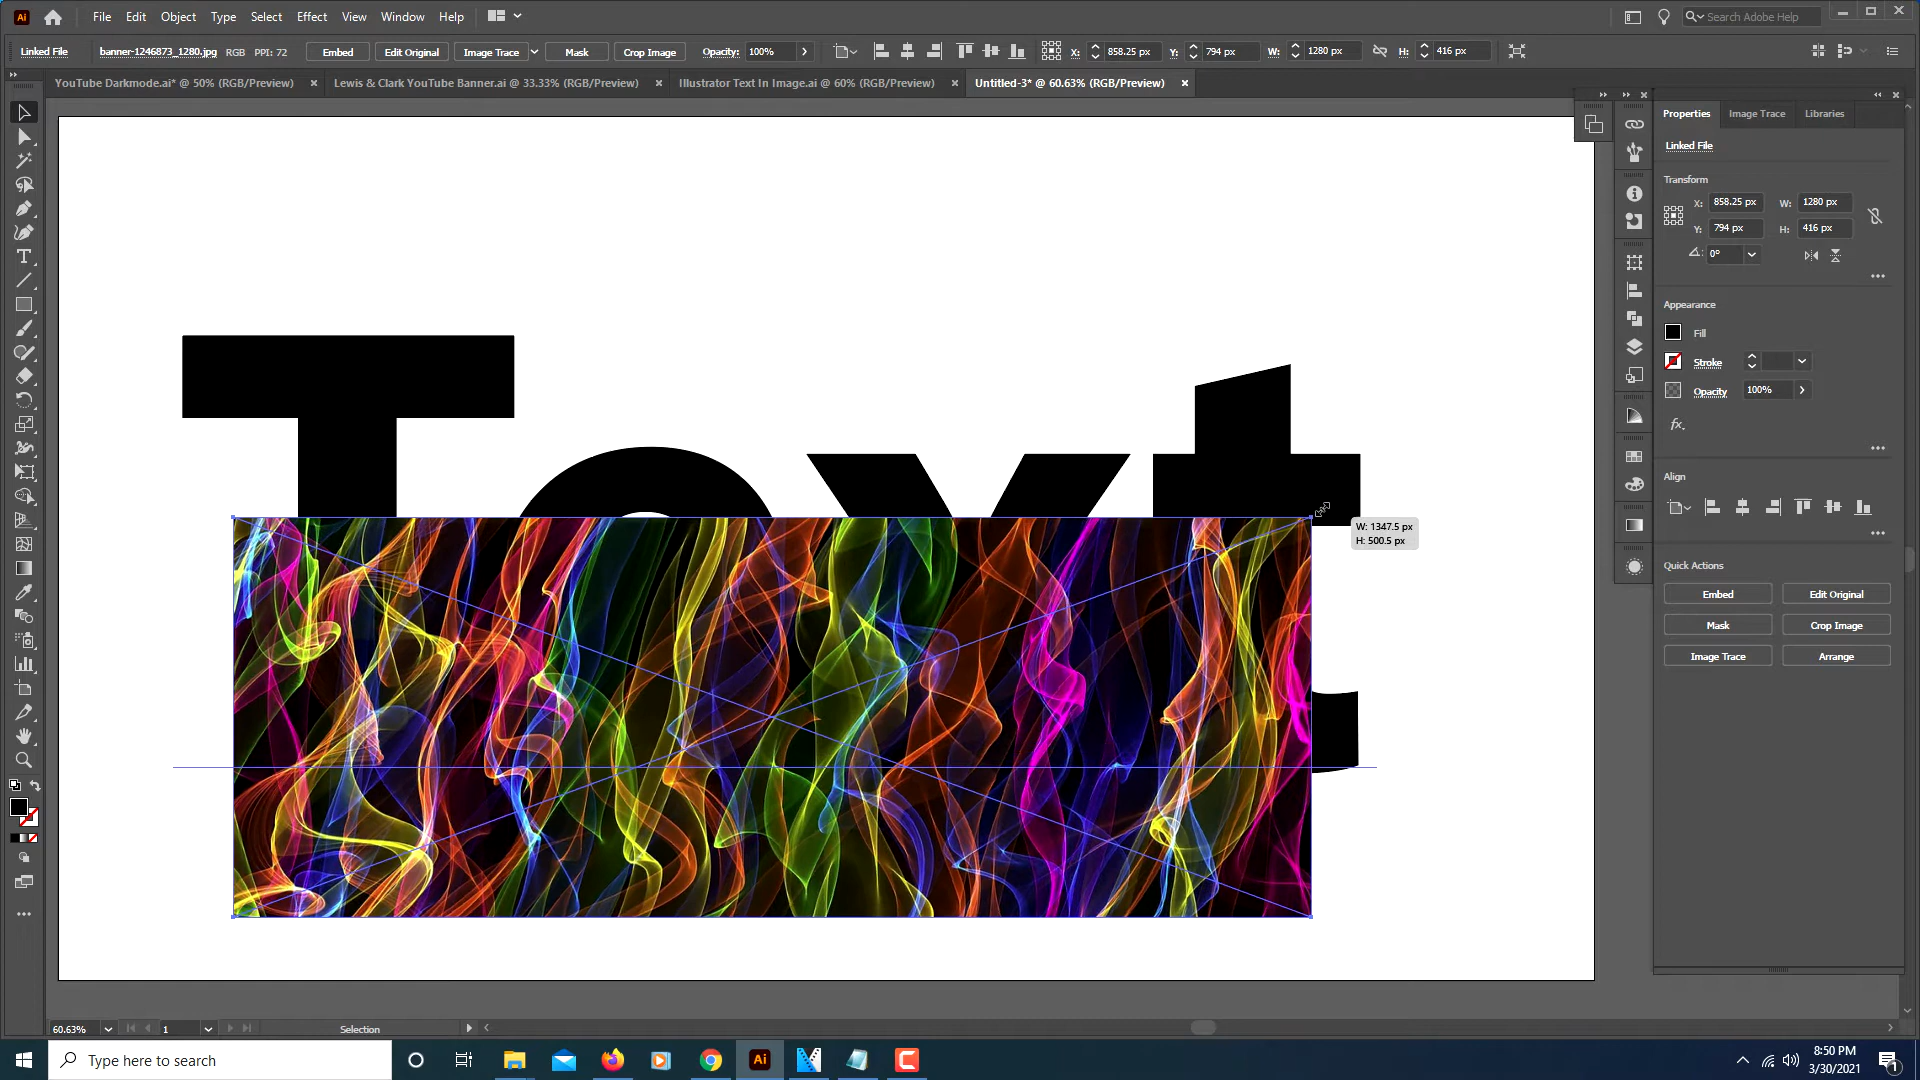 Ai File Edit Object Type Select Effect View Window Help Search Adobe Help
Linked File banner-1246873_1280.jpg RGB PPI: 72 Embed Edit Original Image Trace Mask Crop Image Opacity: 100% X: 858.25 px Y: 794 px W: 1280 px H: 416 px
YouTube Darkmode.ai* @ 50% (RGB/Preview) × Lewis & Clark YouTube Banner.ai @ 33.33% (RGB/Preview) × Illustrator Text In Image.ai @ 60% (RGB/Preview) × Untitled-3* @ 60.63% (RGB/Preview) ×
Properties Image Trace Libraries
Linked File
Transform
X: 858.25 px W: 1280 px
Y: 794 px H: 416 px
0°
Appearance
Fill
Stroke
Opacity 100%
fx.
Align
Quick Actions
Embed Edit Original
Mask Crop Image
Image Trace Arrange
Text
W: 1347.5 px
H: 500.5 px
60.63% 1 Selection
Type here to search Ai
8:50 PM
3/30/2021
1